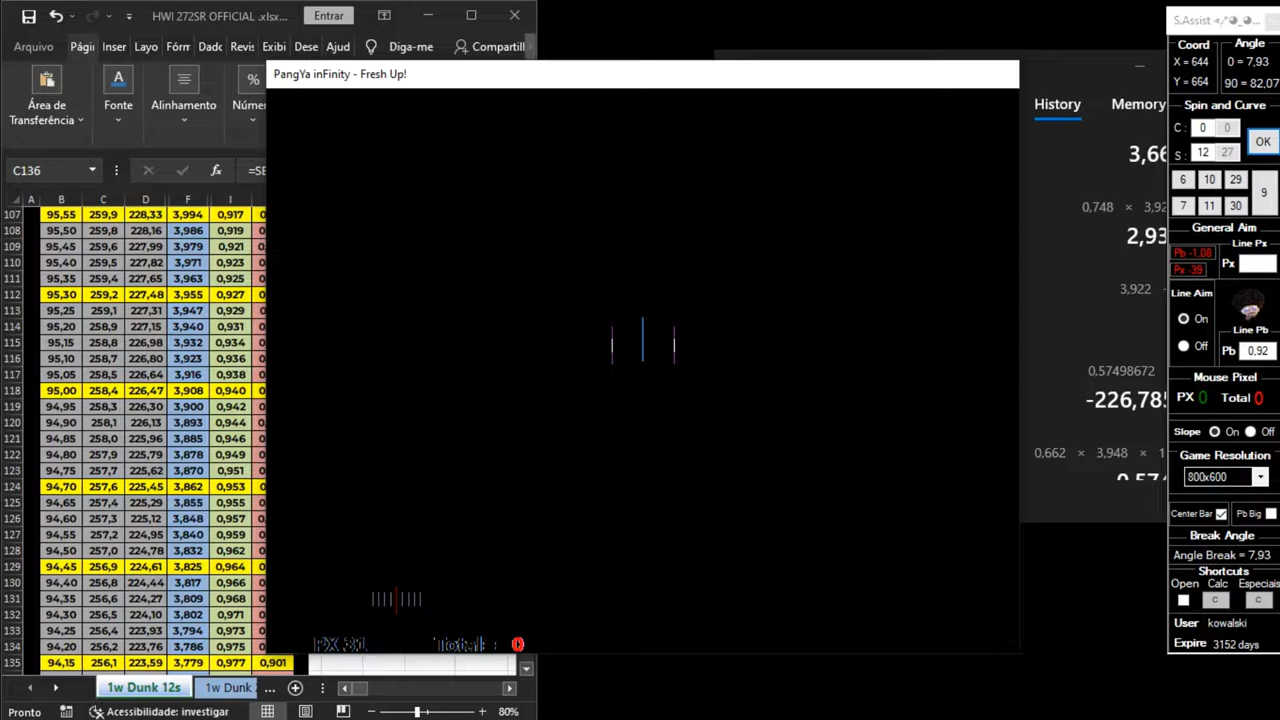 HWI 272SR OFFICIAL .xlsx...
Entrar
Arquivo Págii Inser Layo Fórm Dado Revis Exibi Dese Ajud Diga-me Compartill
Área de Transferência
Fonte
Alinhamento
%
Númer
C136 fx =SE
A B C D F I
107 95,55 259,9 228,33 3,994 0,917
108 95,50 259,8 228,16 3,986 0,919
109 95,45 259,6 227,99 3,979 0,921
110 95,40 259,5 227,82 3,971 0,923
111 95,35 259,4 227,65 3,963 0,925
112 95,30 259,2 227,48 3,955 0,927
113 95,25 259,1 227,31 3,947 0,929
114 95,20 258,9 227,15 3,940 0,931
115 95,15 258,8 226,98 3,932 0,934
116 95,10 258,7 226,80 3,923 0,936
117 95,05 258,5 226,64 3,916 0,938
118 95,00 258,4 226,47 3,908 0,940
119 94,95 258,3 226,30 3,900 0,942
120 94,90 258,1 226,13 3,893 0,944
121 94,85 258,0 225,96 3,885 0,946
122 94,80 257,9 225,79 3,878 0,949
123 94,75 257,7 225,62 3,870 0,951
124 94,70 257,6 225,45 3,862 0,953
125 94,65 257,4 225,29 3,855 0,955
126 94,60 257,3 225,12 3,848 0,957
127 94,55 257,2 224,95 3,840 0,959
128 94,50 257,0 224,78 3,832 0,962
129 94,45 256,9 224,61 3,825 0,964
130 94,40 256,8 224,44 3,817 0,966
131 94,35 256,6 224,27 3,809 0,968
132 94,30 256,5 224,10 3,802 0,971
133 94,25 256,4 223,93 3,794 0,973
134 94,20 256,2 223,76 3,786 0,975
135 94,15 256,1 223,59 3,779 0,977 0,901
1w Dunk 12s 1w Dunk ...
Pronto Acessibilidade: investigar 80%
PangYa inFinity - Fresh Up!
PX 31 Total : 0
History Memory
3,66
0,748 × 3,92
2,93
3,922
0,57498672
-226,785
0,662 × 3,948 × 1
S.Assist
Coord
X = 644
Y = 664
Angle
0 = 7,93
90 = 82,07
Spin and Curve
C : 0 0
S : 12 27
OK
6 10 29
7 11 30
9
General Aim
Pb -1,08
Px -39
Line Px
Px
Line Aim
On
Off
Line Pb
Pb 0,92
Mouse Pixel
PX 0 Total 0
Slope On Off
Game Resolution
800x600
Center Bar Pb Big
Break Angle
Angle Break = 7,93
Shortcuts
Open Calc Especiais
C C
User kowalski
Expire 3152 days